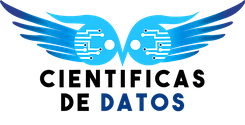 CIENTIFICAS
DE DATOS